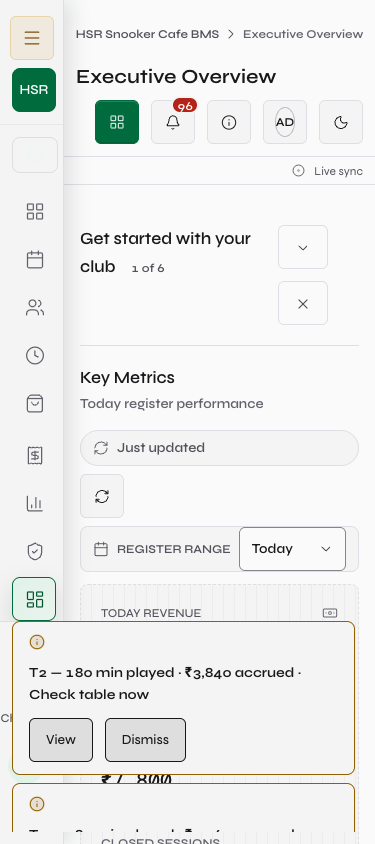 HSR Snooker Cafe BMS > Executive Overview
HSR
Executive Overview
96
AD
Live sync
Get started with your
club 1 of 6
Key Metrics
Today register performance
Just updated
REGISTER RANGE Today
TODAY REVENUE
T2 — 180 min played · ₹3,840 accrued ·
Check table now
View Dismiss
CLOSED SESSIONS